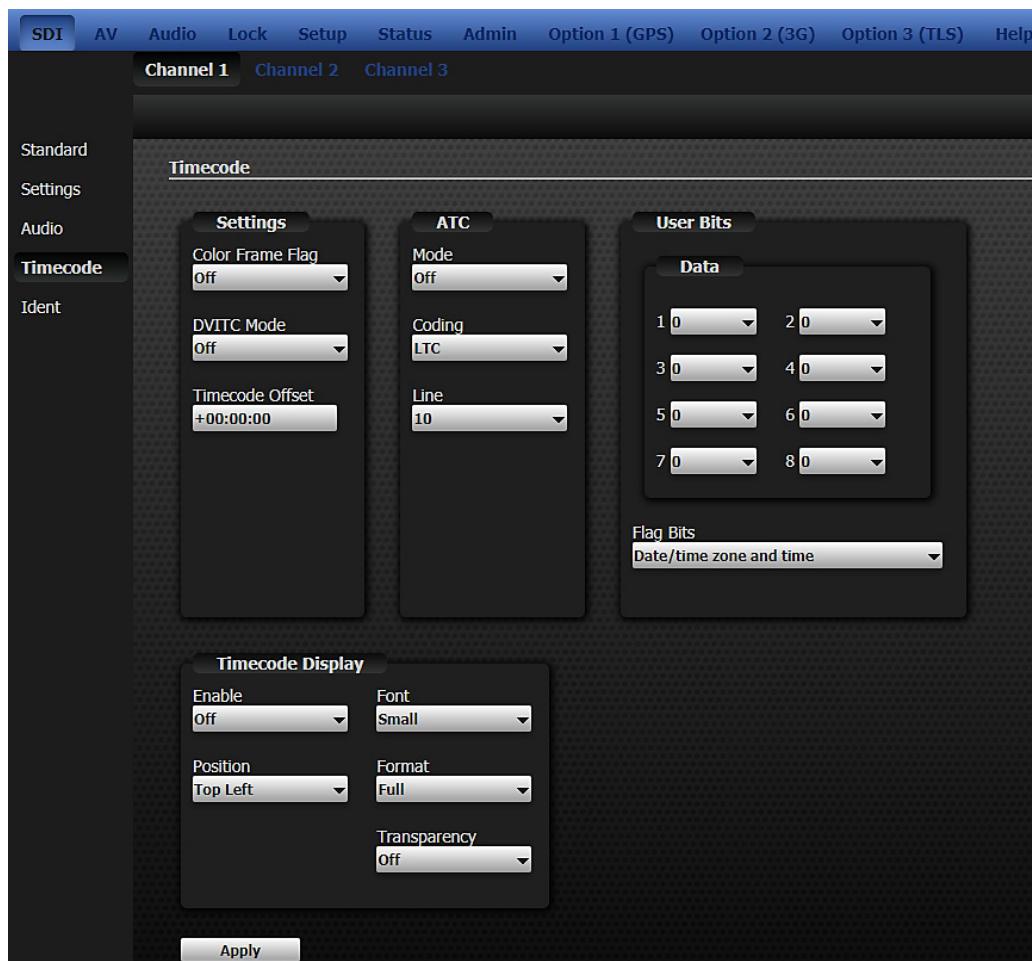 SDI AV Audio Lock Setup Status Admin Option 1 (GPS) Option 2 (3G) Option 3 (TLS) Help
Channel 1 Channel 2 Channel 3
Standard
Settings
Audio
Timecode
Ident
Timecode
Settings
Color Frame Flag
Off
DVITC Mode
Off
Timecode Offset
+00:00:00
ATC
Mode
Off
Coding
LTC
Line
10
User Bits
Data
1 0 2 0
3 0 4 0
5 0 6 0
7 0 8 0
Flag Bits
Date/time zone and time
Timecode Display
Enable
Off
Position
Top Left
Font
Small
Format
Full
Transparency
Off
Apply